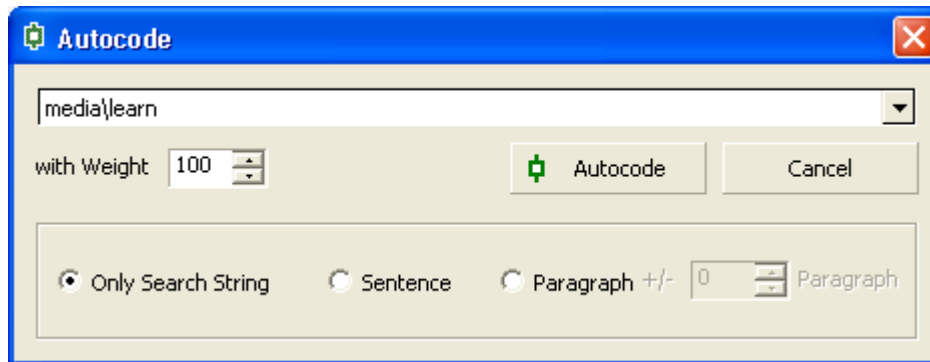 Autocode
media\learn
with Weight 100 Autocode Cancel
Only Search String Sentence Paragraph +/- 0 Paragraph